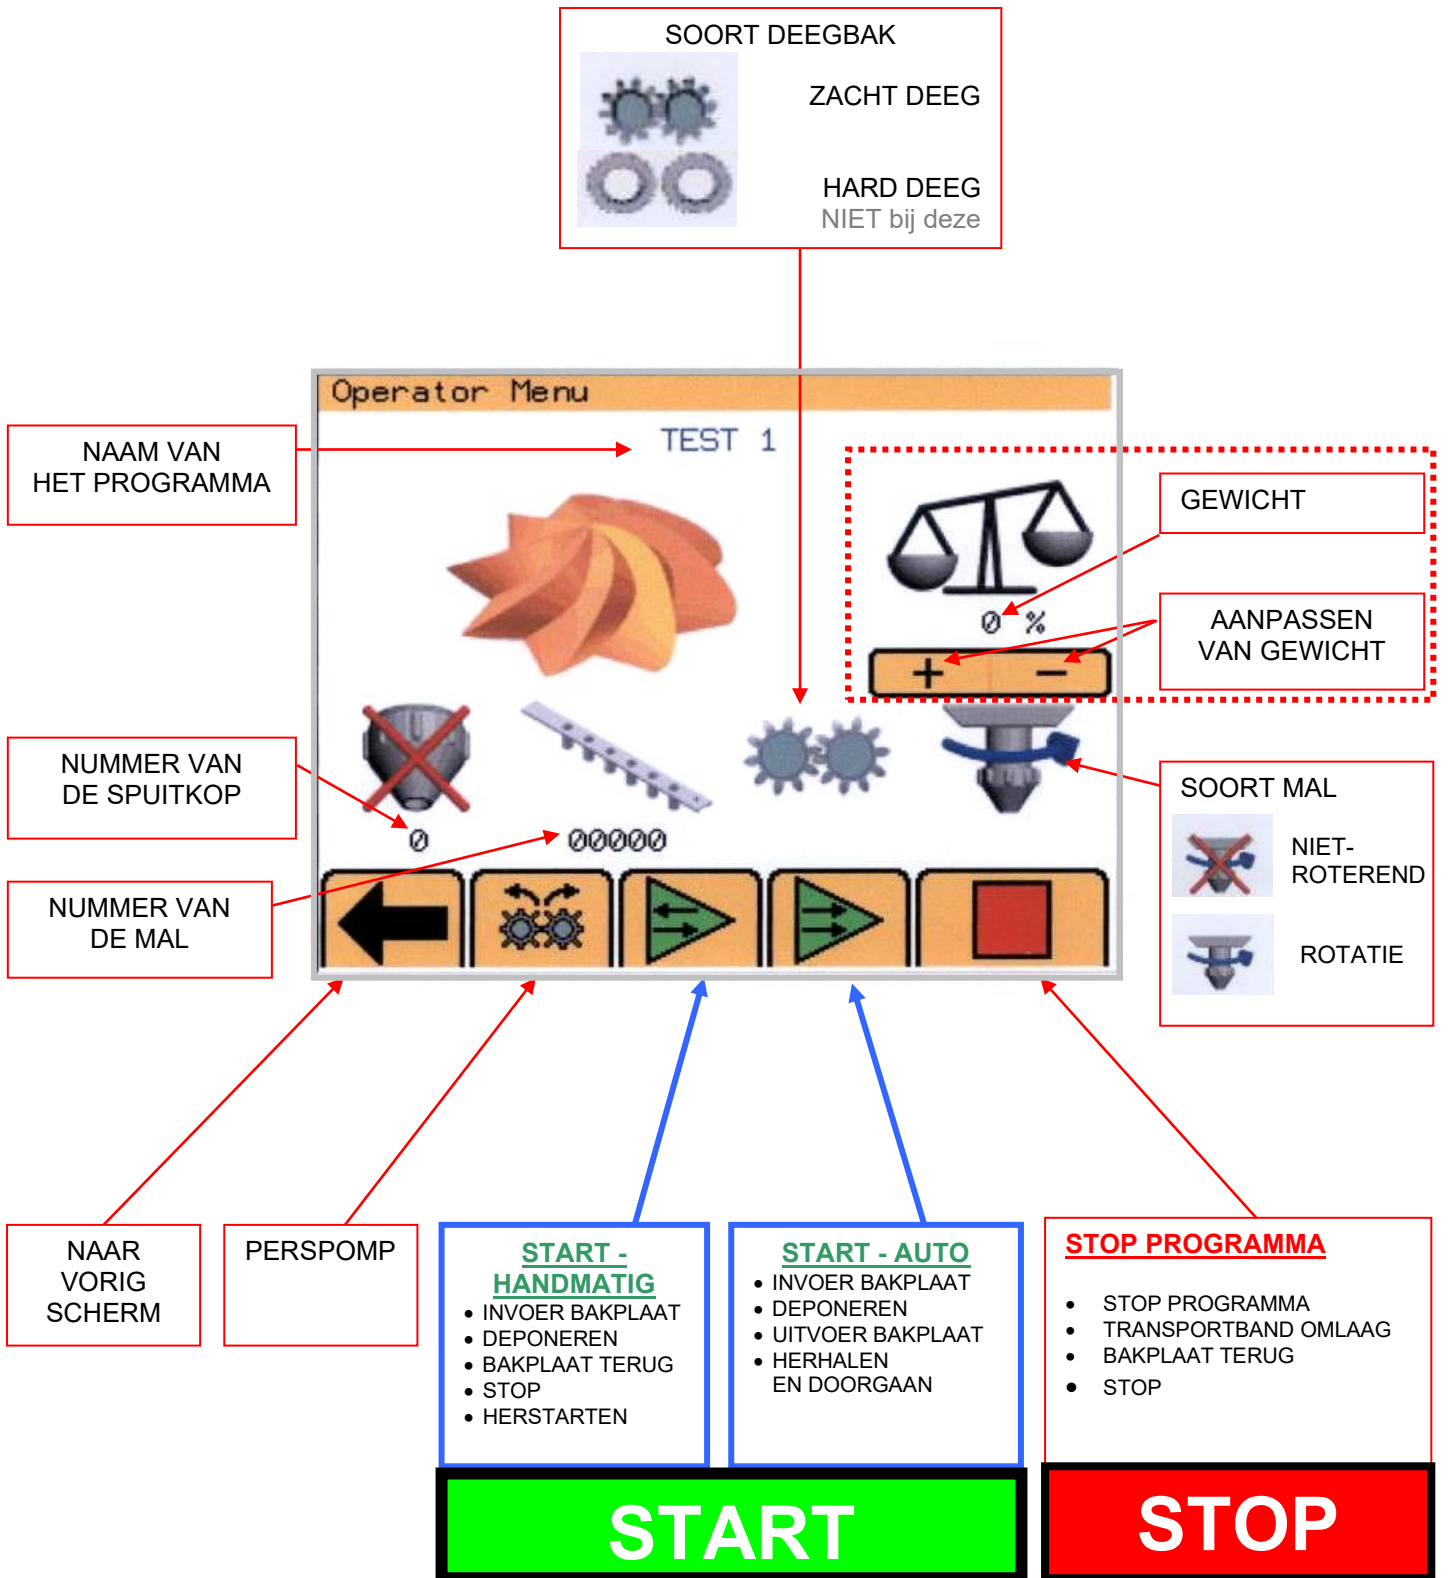 SOORT DEEGBAK
ZACHT DEEG
HARD DEEG
NIET bij deze
Operator Menu
TEST 1
NAAM VAN
HET PROGRAMMA
GEWICHT
0 %
AANPASSEN
VAN GEWICHT
+ −
NUMMER VAN
DE SPUITKOP
0
00000
SOORT MAL
NIET-
ROTEREND
ROTATIE
NUMMER VAN
DE MAL
NAAR
VORIG
SCHERM
PERSPOMP
START -
HANDMATIG
• INVOER BAKPLAAT
• DEPONEREN
• BAKPLAAT TERUG
• STOP
• HERSTARTEN
START - AUTO
• INVOER BAKPLAAT
• DEPONEREN
• UITVOER BAKPLAAT
• HERHALEN
EN DOORGAAN
STOP PROGRAMMA
• STOP PROGRAMMA
• TRANSPORTBAND OMLAAG
• BAKPLAAT TERUG
• STOP
START
STOP